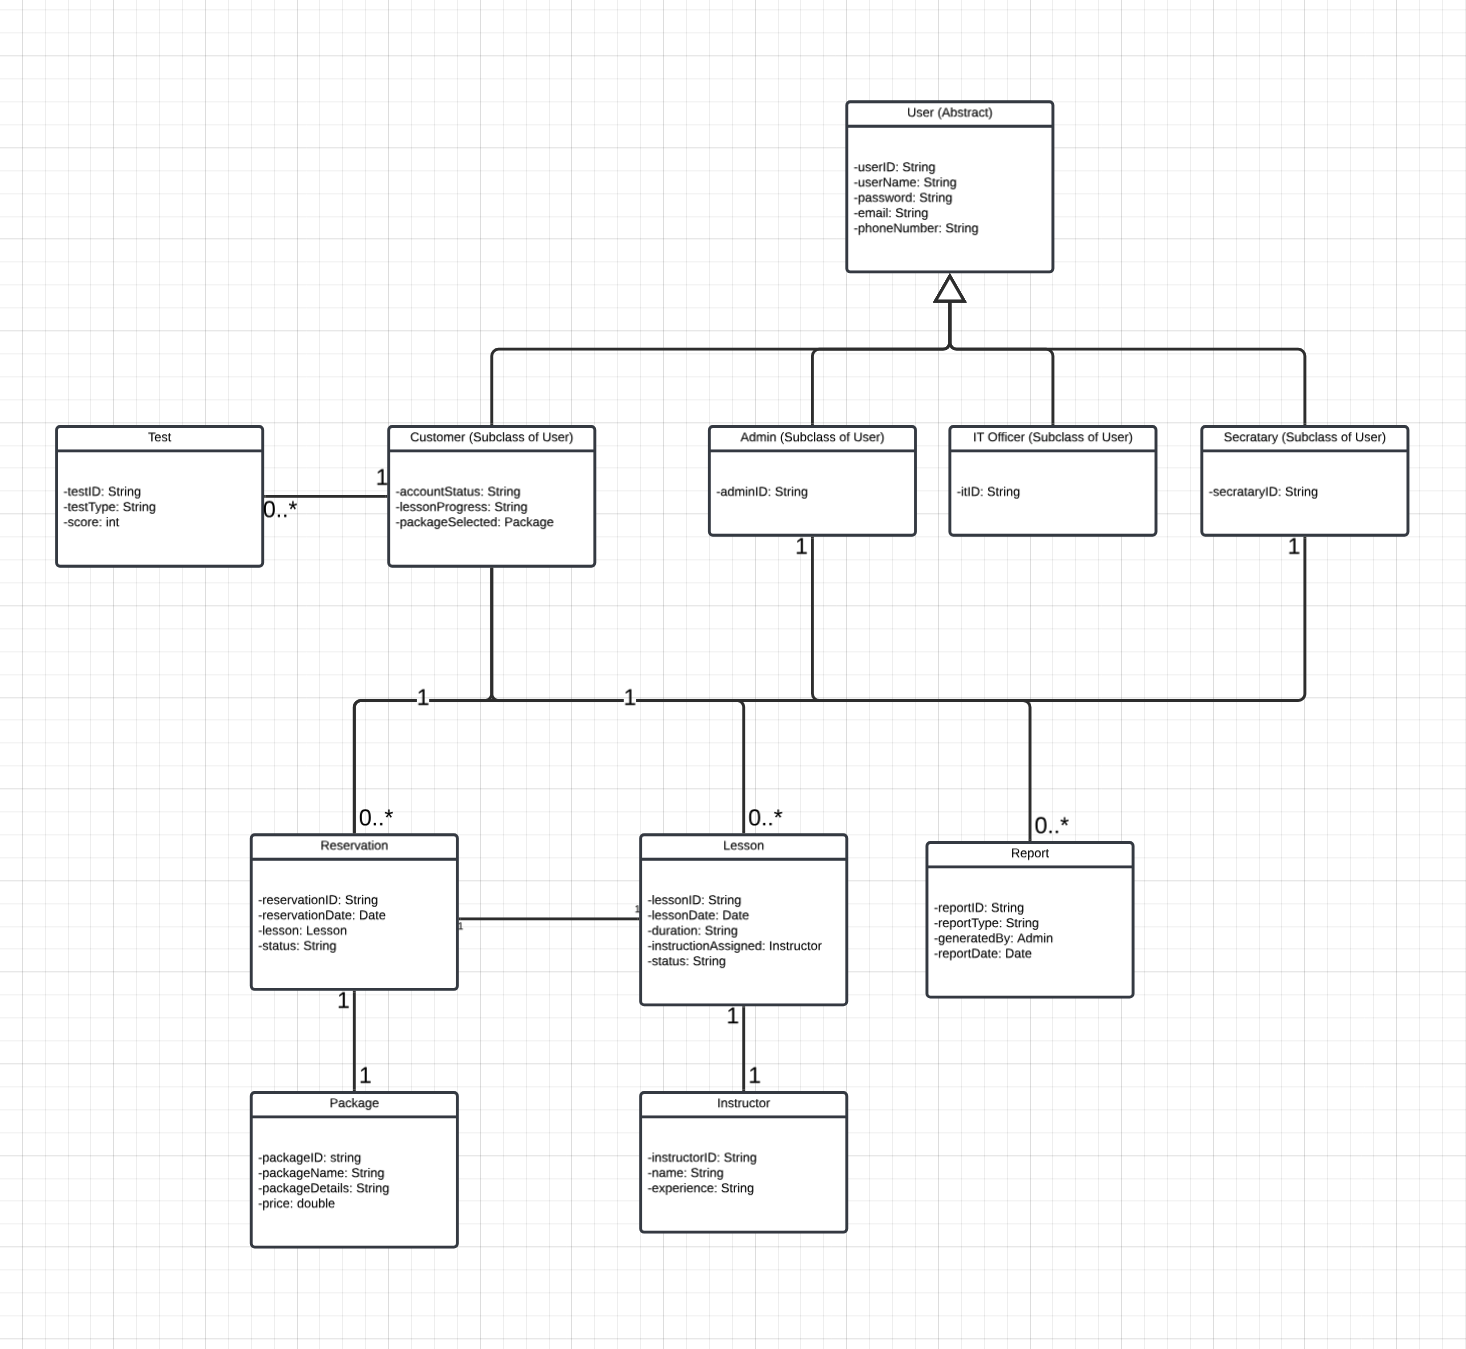 User (Abstract)
-userID: String
-userName: String
-password: String
-email: String
-phoneNumber: String
Test
-testID: String
-testType: String
-score: int
1
0..*
Customer (Subclass of User)
-accountStatus: String
-lessonProgress: String
-packageSelected: Package
Admin (Subclass of User)
-adminID: String
IT Officer (Subclass of User)
-itID: String
Secratary (Subclass of User)
-secrataryID: String
1
1
1
1
0..*
0..*
0..*
Reservation
-reservationID: String
-reservationDate: Date
-lesson: Lesson
-status: String
1
1
Lesson
-lessonID: String
-lessonDate: Date
-duration: String
-instructionAssigned: Instructor
-status: String
Report
-reportID: String
-reportType: String
-generatedBy: Admin
-reportDate: Date
1
1
1
1
Package
-packageID: string
-packageName: String
-packageDetails: String
-price: double
Instructor
-instructorID: String
-name: String
-experience: String